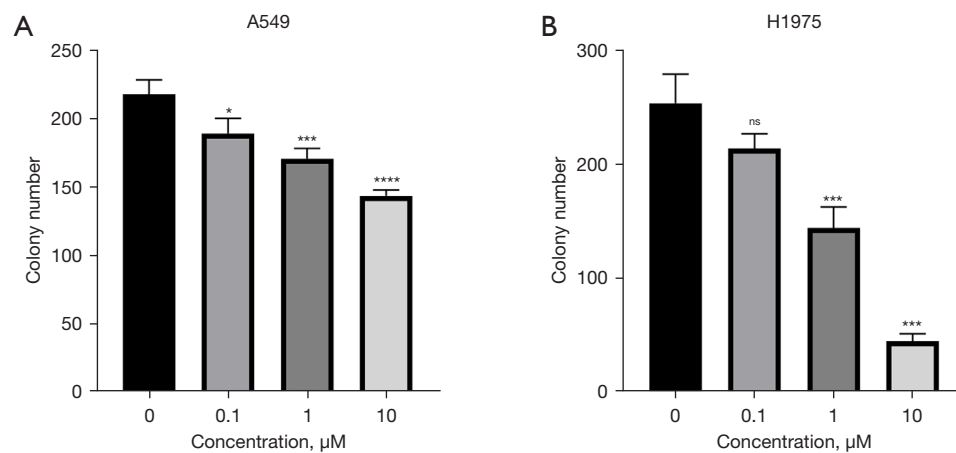 A
A549
250
200
150
100
50
0
Colony number
*
***
****
0 0.1 1 10
Concentration, μM
B
H1975
300
200
100
0
Colony number
ns
***
***
0 0.1 1 10
Concentration, μM